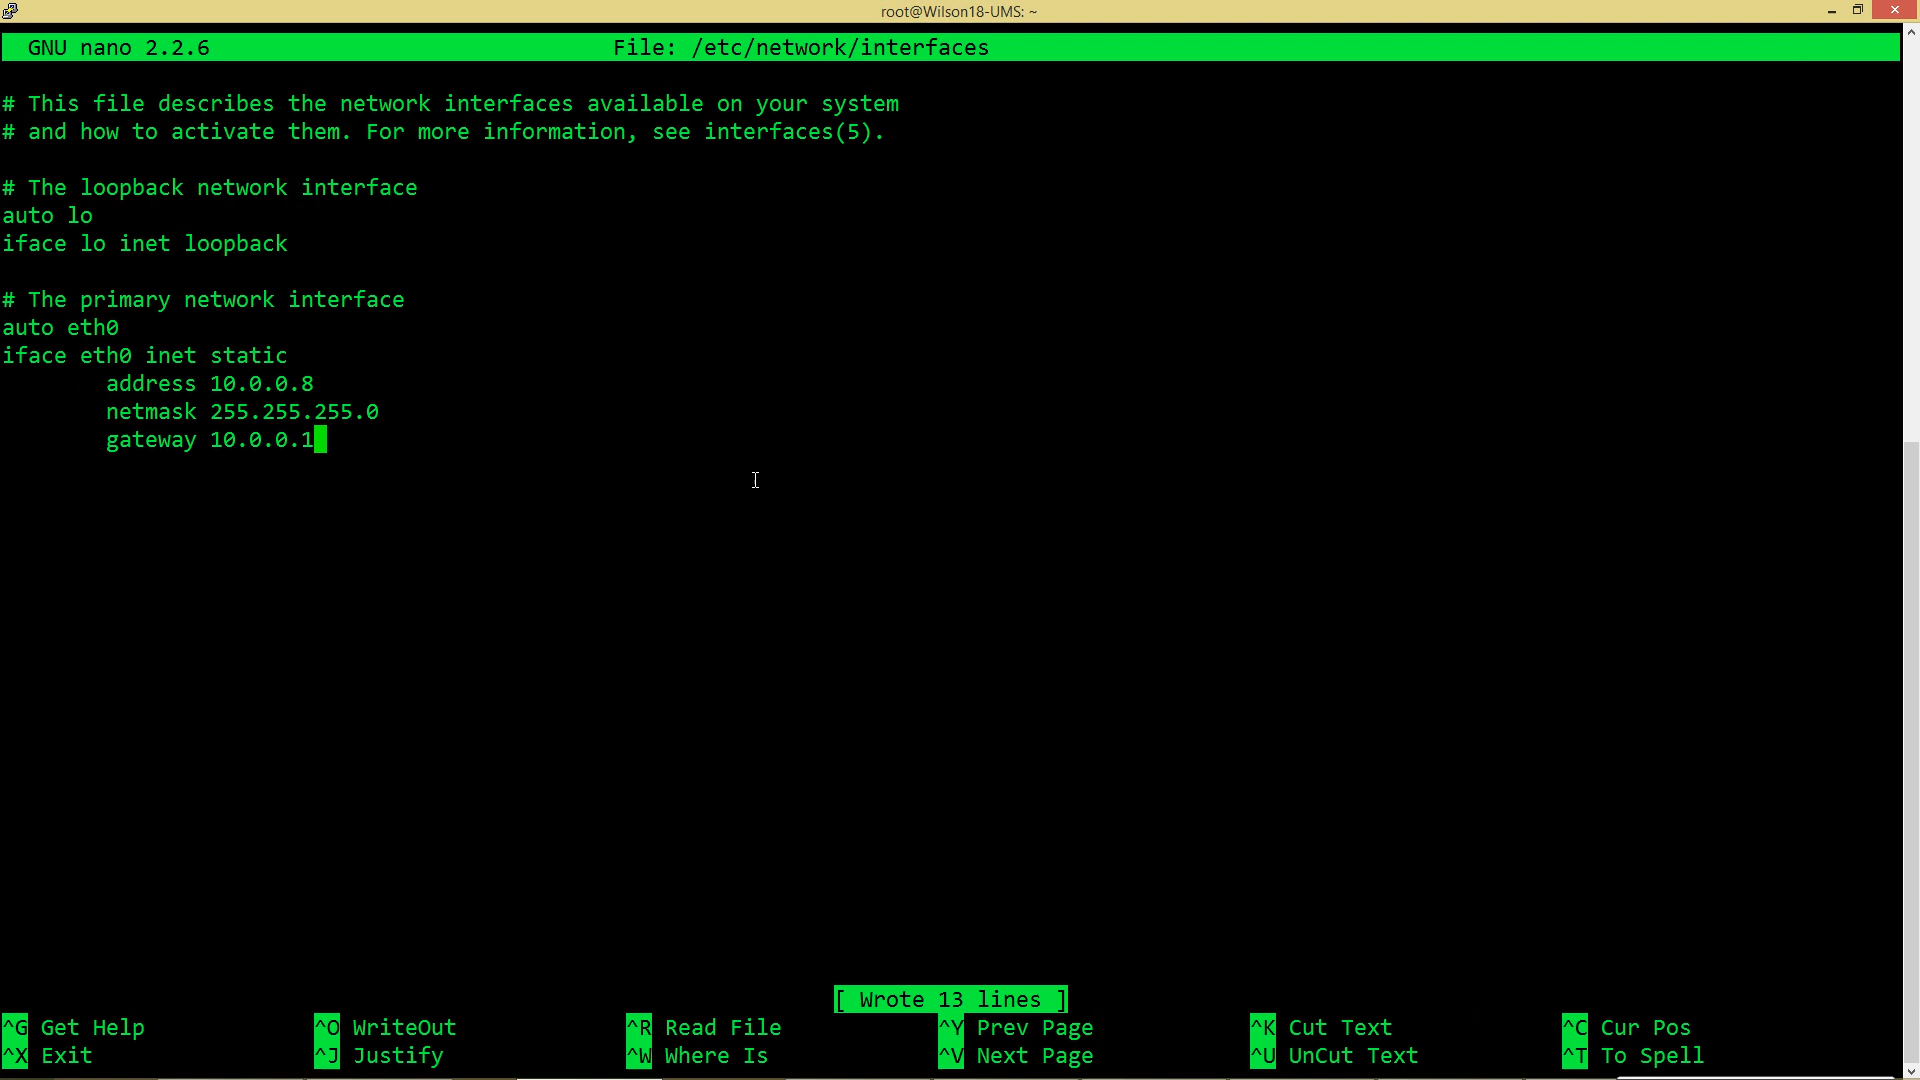 root@Wilson18-UMS: ~
GNU nano 2.2.6 File: /etc/network/interfaces
# This file describes the network interfaces available on your system
# and how to activate them. For more information, see interfaces(5).
# The loopback network interface
auto lo
iface lo inet loopback
# The primary network interface
auto eth0
iface eth0 inet static
address 10.0.0.8
netmask 255.255.255.0
gateway 10.0.0.1
[ Wrote 13 lines ]
^G Get Help ^O WriteOut ^R Read File ^Y Prev Page ^K Cut Text ^C Cur Pos
^X Exit ^J Justify ^W Where Is ^V Next Page ^U UnCut Text ^T To Spell